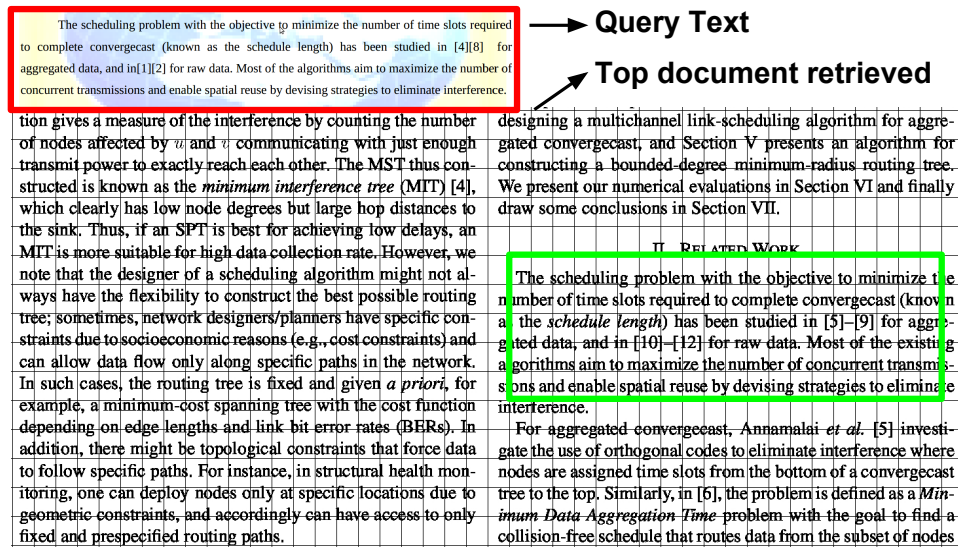 The scheduling problem with the objective to minimize the number of time slots required
to complete convergecast (known as the schedule length) has been studied in [4][8] for
aggregated data, and in[1][2] for raw data. Most of the algorithms aim to maximize the number of
concurrent transmissions and enable spatial reuse by devising strategies to eliminate interference.
Query Text
Top document retrieved
tion gives a measure of the interference by counting the number
of nodes affected by u and v communicating with just enough
transmit power to exactly reach each other. The MST thus con-
structed is known as the minimum interference tree (MIT) [4],
which clearly has low node degrees but large hop distances to
the sink. Thus, if an SPT is best for achieving low delays, an
MIT is more suitable for high data collection rate. However, we
note that the designer of a scheduling algorithm might not al-
ways have the flexibility to construct the best possible routing
tree; sometimes, network designers/planners have specific con-
straints due to socioeconomic reasons (e.g., cost constraints) and
can allow data flow only along specific paths in the network.
In such cases, the routing tree is fixed and given a priori, for
example, a minimum-cost spanning tree with the cost function
depending on edge lengths and link bit error rates (BERs). In
addition, there might be topological constraints that force data
to follow specific paths. For instance, in structural health mon-
itoring, one can deploy nodes only at specific locations due to
geometric constraints, and accordingly can have access to only
fixed and prespecified routing paths.
designing a multichannel link-scheduling algorithm for aggre-
gated convergecast, and Section V presents an algorithm for
constructing a bounded-degree minimum-radius routing tree.
We present our numerical evaluations in Section VI and finally
draw some conclusions in Section VII.
II. RELATED WORK
The scheduling problem with the objective to minimize the
number of time slots required to complete convergecast (known
as the schedule length) has been studied in [5]–[9] for aggre-
gated data, and in [10]–[12] for raw data. Most of the existing
algorithms aim to maximize the number of concurrent transmis-
sions and enable spatial reuse by devising strategies to eliminate
interference.
For aggregated convergecast, Annamalai et al. [5] investi-
gate the use of orthogonal codes to eliminate interference where
nodes are assigned time slots from the bottom of a convergecast
tree to the top. Similarly, in [6], the problem is defined as a Min-
imum Data Aggregation Time problem with the goal to find a
collision-free schedule that routes data from the subset of nodes